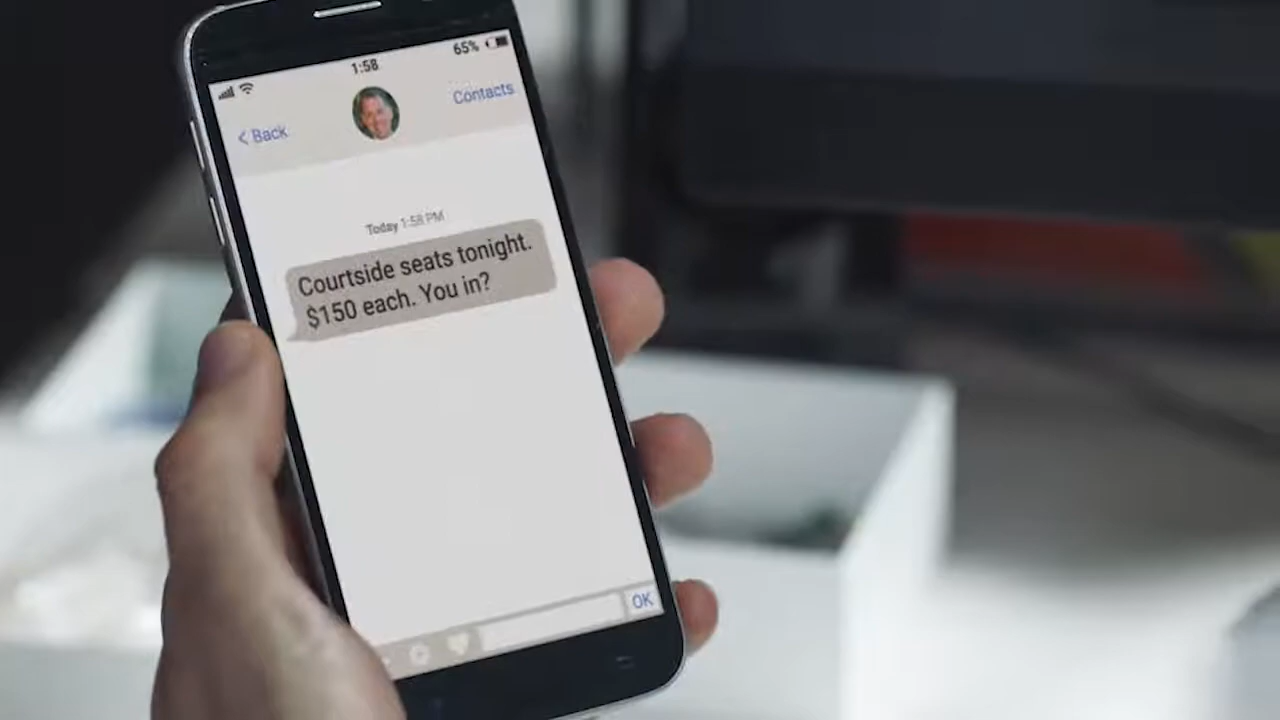 65%
1:58
< Back
Contacts
Today 1:58 PM
Courtside seats tonight.
$150 each. You in?
OK